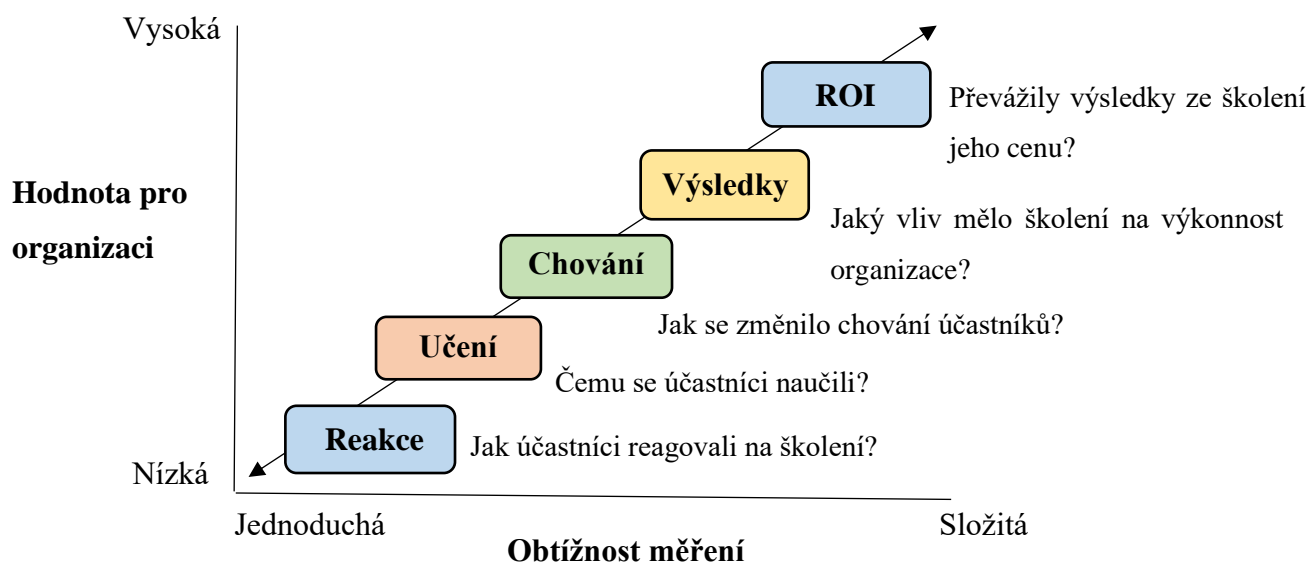 Vysoká
ROI
Převážily výsledky ze školení
jeho cenu?
Hodnota pro
organizaci
Výsledky
Jaký vliv mělo školení na výkonnost
organizace?
Chování
Jak se změnilo chování účastníků?
Učení
Čemu se účastníci naučili?
Reakce
Jak účastníci reagovali na školení?
Nízká
Jednoduchá
Složitá
Obtížnost měření